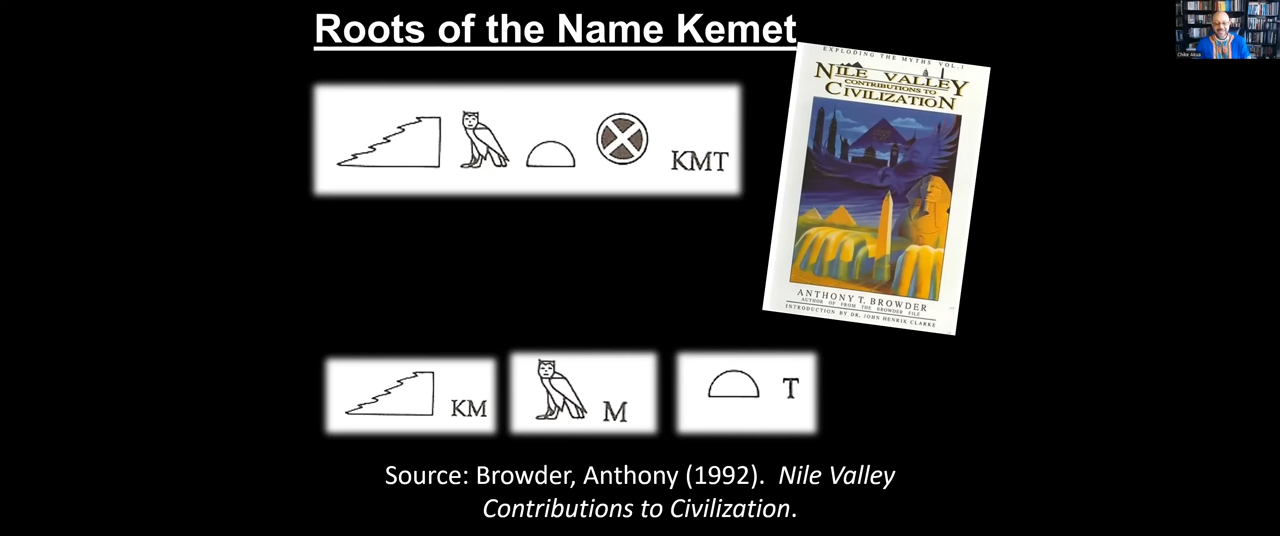 Roots of the Name Kemet
EXPLODING THE MYTHS VOL. 1
NILE VALLEY
CONTRIBUTIONS TO
CIVILIZATION
KMT
ANTHONY T. BROWDER
AUTHOR OF FROM THE BROWDER FILE
INTRODUCTION BY DR. JOHN HENRIK CLARKE
KM
M
T
Source: Browder, Anthony (1992). Nile Valley
Contributions to Civilization.
Chike Akua